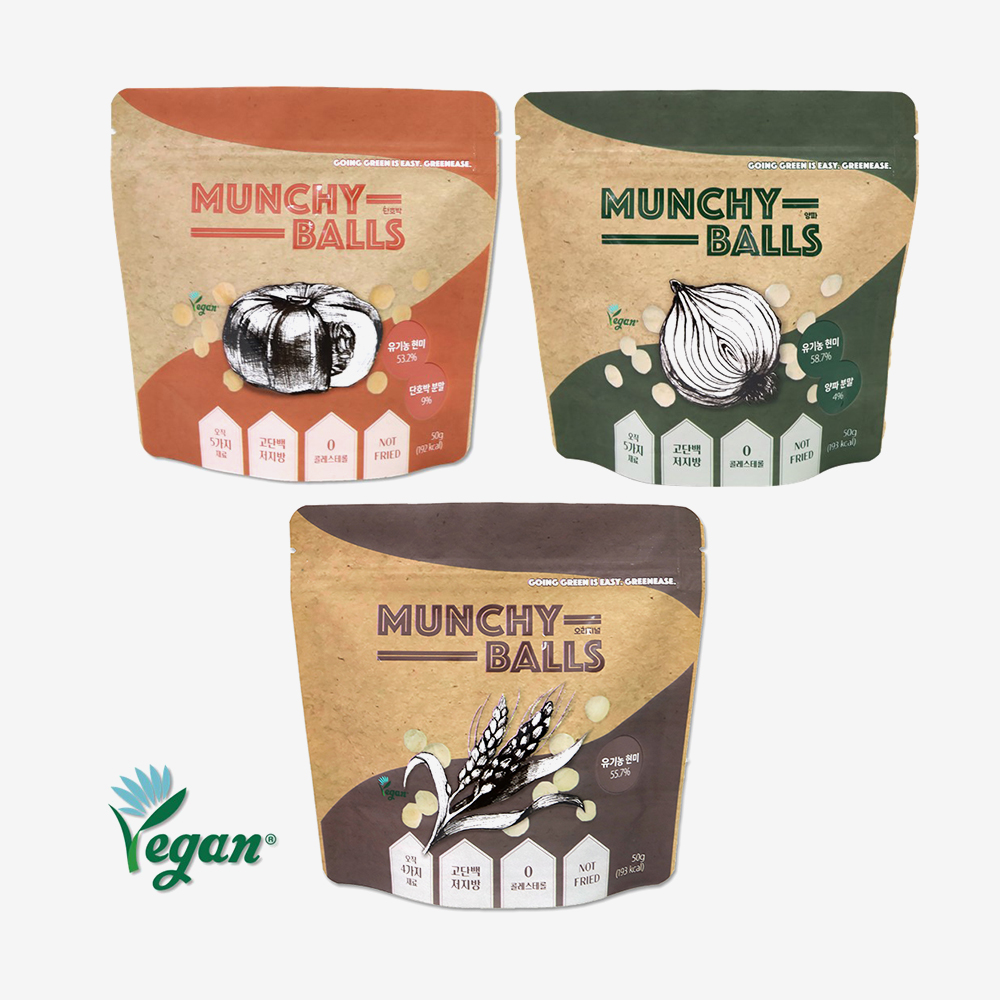 GOING GREEN IS EASY. GREENEASE.
MUNCHY
단호박
BALLS
Vegan
유기농 현미
53.2%
단호박 분말
9%
오직
5가지
재료
고단백
저지방
0
콜레스테롤
NOT
FRIED
50g
(192 kcal)
GOING GREEN IS EASY. GREENEASE.
MUNCHY
양파
BALLS
Vegan
유기농 현미
58.7%
양파 분말
4%
오직
5가지
재료
고단백
저지방
0
콜레스테롤
NOT
FRIED
50g
(193 kcal)
GOING GREEN IS EASY. GREENEASE.
MUNCHY
오리지널
BALLS
Vegan
유기농 현미
55.7%
오직
4가지
재료
고단백
저지방
0
콜레스테롤
NOT
FRIED
50g
(193 kcal)
Vegan®